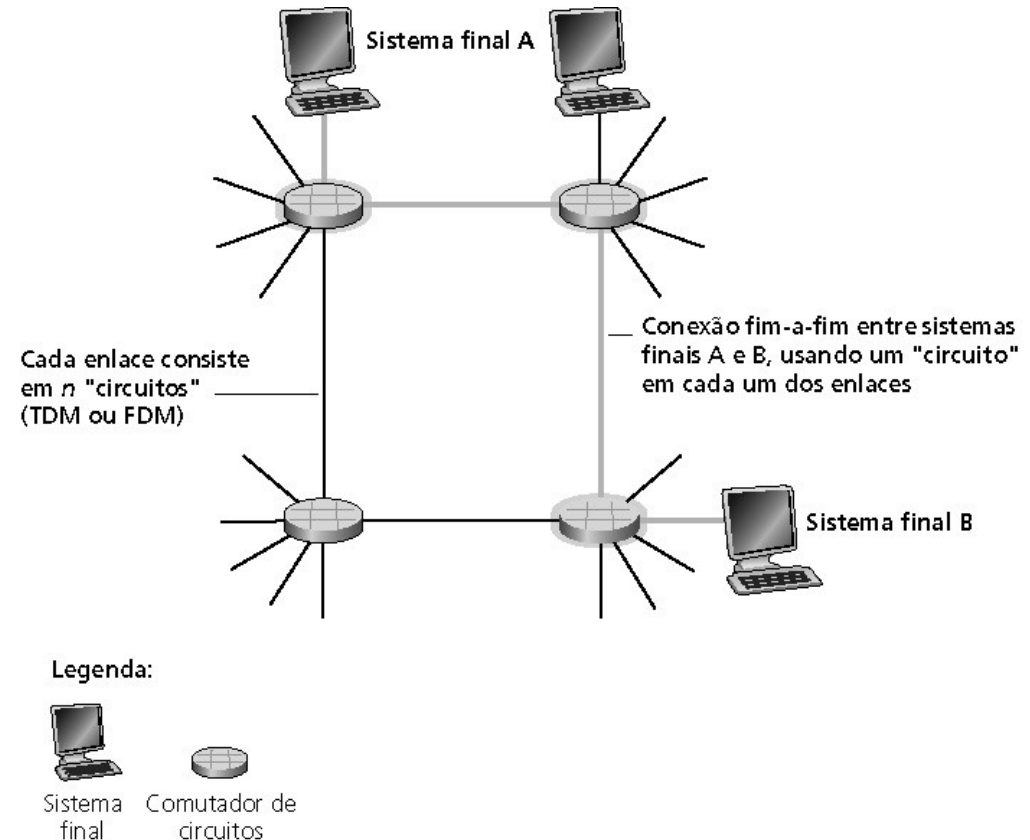 Sistema final A
Conexão fim-a-fim entre sistemas
finais A e B, usando um "circuito"
em cada um dos enlaces
Cada enlace consiste
em n "circuitos"
(TDM ou FDM)
Sistema final B
Legenda:
Sistema
final
Comutador de
circuitos